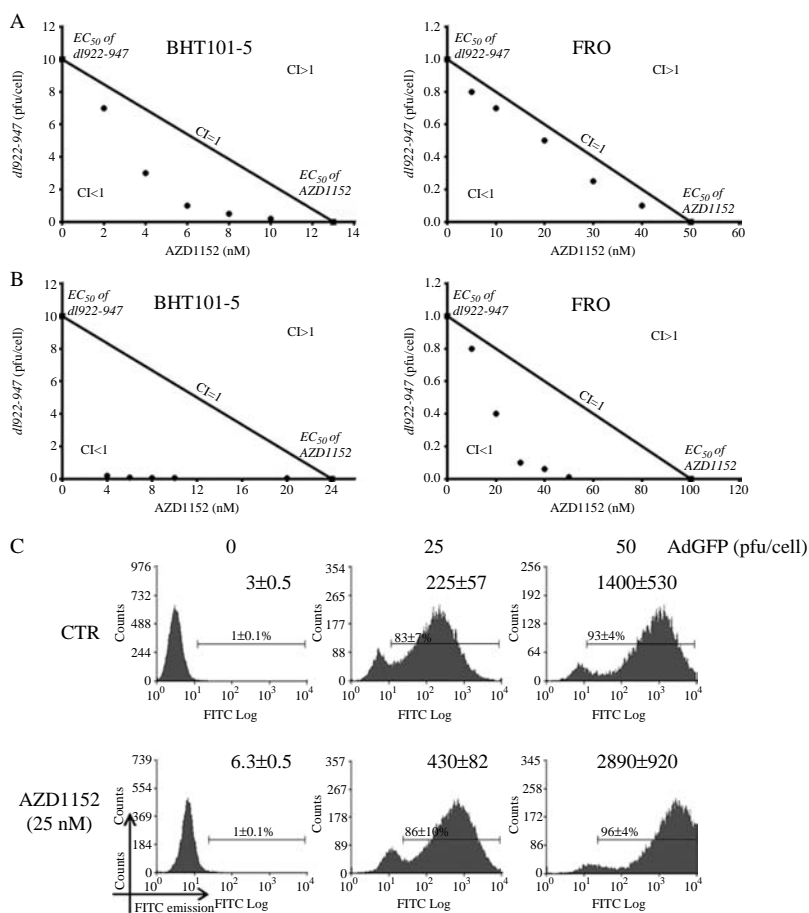 A
BHT101-5
FRO
EC50 of
dl922-947
CI>1
CI=1
CI<1
EC50 of
AZD1152
dl922-947 (pfu/cell)
12
10
8
6
4
2
0
0 2 4 6 8 10 12 14
AZD1152 (nM)
EC50 of
dl922-947
CI>1
CI=1
CI<1
EC50 of
AZD1152
dl922-947 (pfu/cell)
1.2
1.0
0.8
0.6
0.4
0.2
0.0
0 10 20 30 40 50 60
AZD1152 (nM)
B
BHT101-5
FRO
EC50 of
dl922-947
CI>1
CI=1
CI<1
EC50 of
AZD1152
dl922-947 (pfu/cell)
12
10
8
6
4
2
0
0 4 8 12 16 20 24 26
AZD1152 (nM)
EC50 of
dl922-947
CI>1
CI=1
CI<1
EC50 of
AZD1152
dl922-947 (pfu/cell)
1.2
1.0
0.8
0.6
0.4
0.2
0.0
0 20 40 60 80 100 120
AZD1152 (nM)
C
0 25 50 AdGFP (pfu/cell)
CTR
Counts
976
732
488
244
0
3±0.5
1±0.1%
10^0 10^1 10^2 10^3 10^4
FITC Log
Counts
354
265
177
88
0
225±57
83±7%
10^0 10^1 10^2 10^3 10^4
FITC Log
Counts
256
192
128
64
0
1400±530
93±4%
10^0 10^1 10^2 10^3 10^4
FITC Log
AZD1152
(25 nM)
Counts
739
554
369
184
0
6.3±0.5
1±0.1%
10^0 10^1 10^2 10^3 10^4
FITC Log
Counts
FITC emission
Counts
357
267
178
89
0
430±82
86±10%
10^0 10^1 10^2 10^3 10^4
FITC Log
Counts
345
258
172
86
0
2890±920
96±4%
10^0 10^1 10^2 10^3 10^4
FITC Log